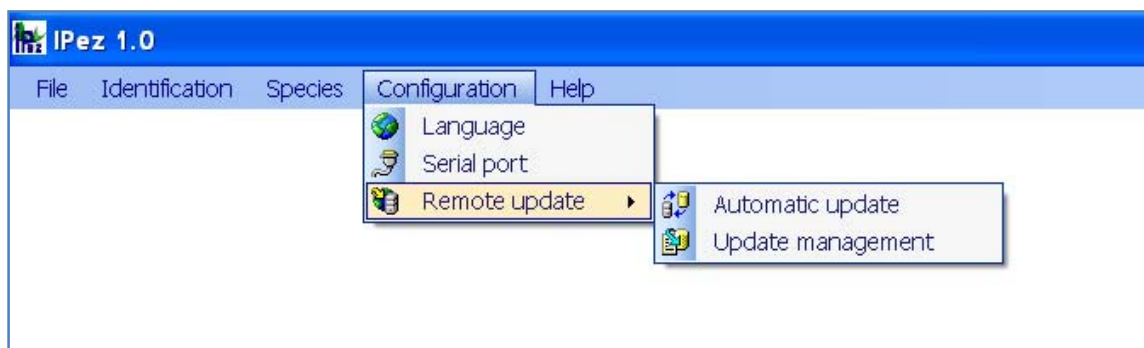 IPez 1.0
File Identification Species Configuration Help
Language
Serial port
Remote update
Automatic update
Update management